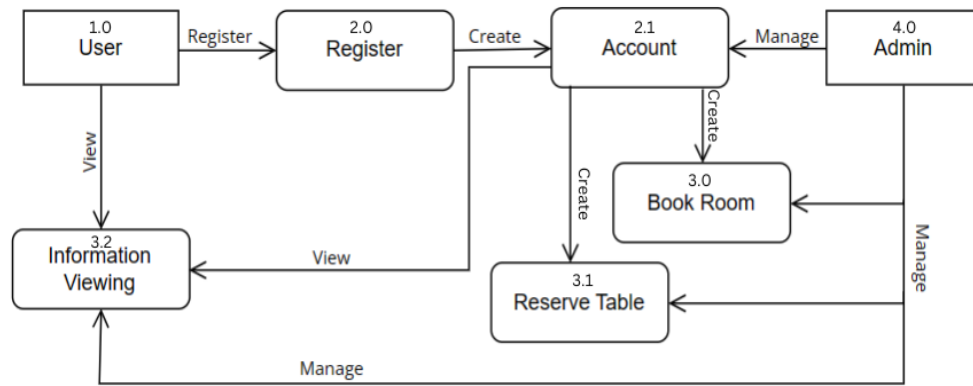 1.0
User
Register
2.0
Register
Create
2.1
Account
Manage
4.0
Admin
View
Create
Create
3.0
Book Room
Manage
3.2
Information
Viewing
View
3.1
Reserve Table
Manage